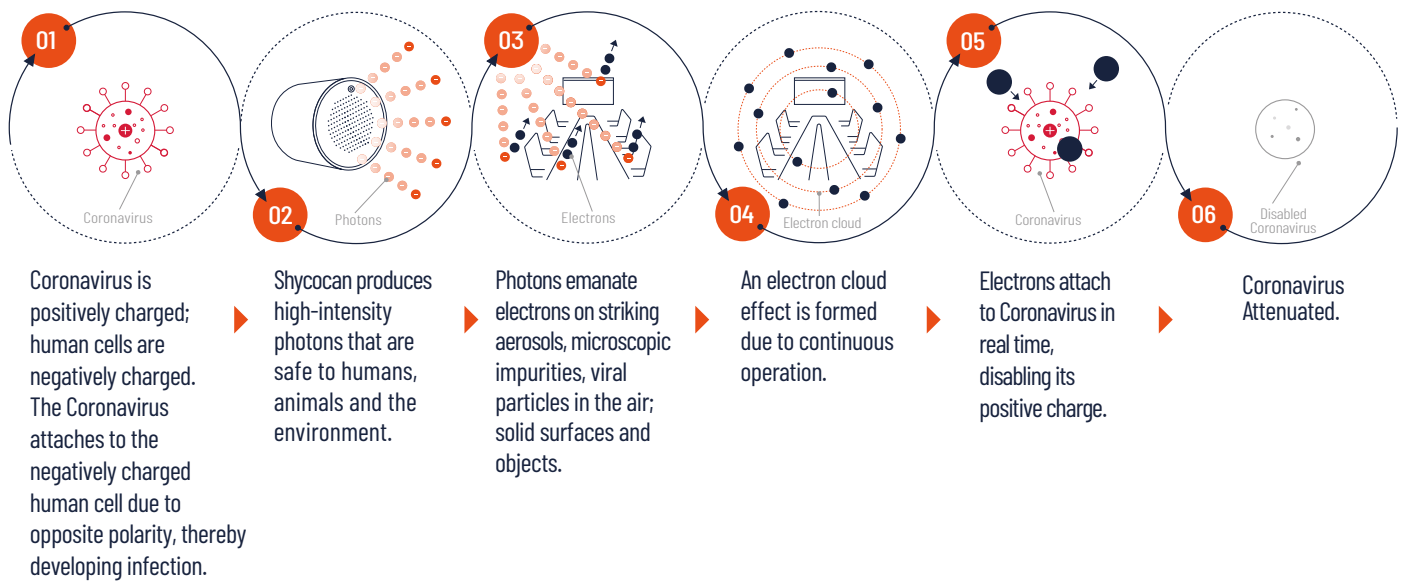 01
Coronavirus
Coronavirus is
positively charged;
human cells are
negatively charged.
The Coronavirus
attaches to the
negatively charged
human cell due to
opposite polarity, thereby
developing infection.
02
Photons
Shycocan produces
high-intensity
photons that are
safe to humans,
animals and the
environment.
03
Electrons
Photons emanate
electrons on striking
aerosols, microscopic
impurities, viral
particles in the air;
solid surfaces and
objects.
04
Electron cloud
An electron cloud
effect is formed
due to continuous
operation.
05
Coronavirus
Electrons attach
to Coronavirus in
real time,
disabling its
positive charge.
06
Disabled
Coronavirus
Coronavirus
Attenuated.